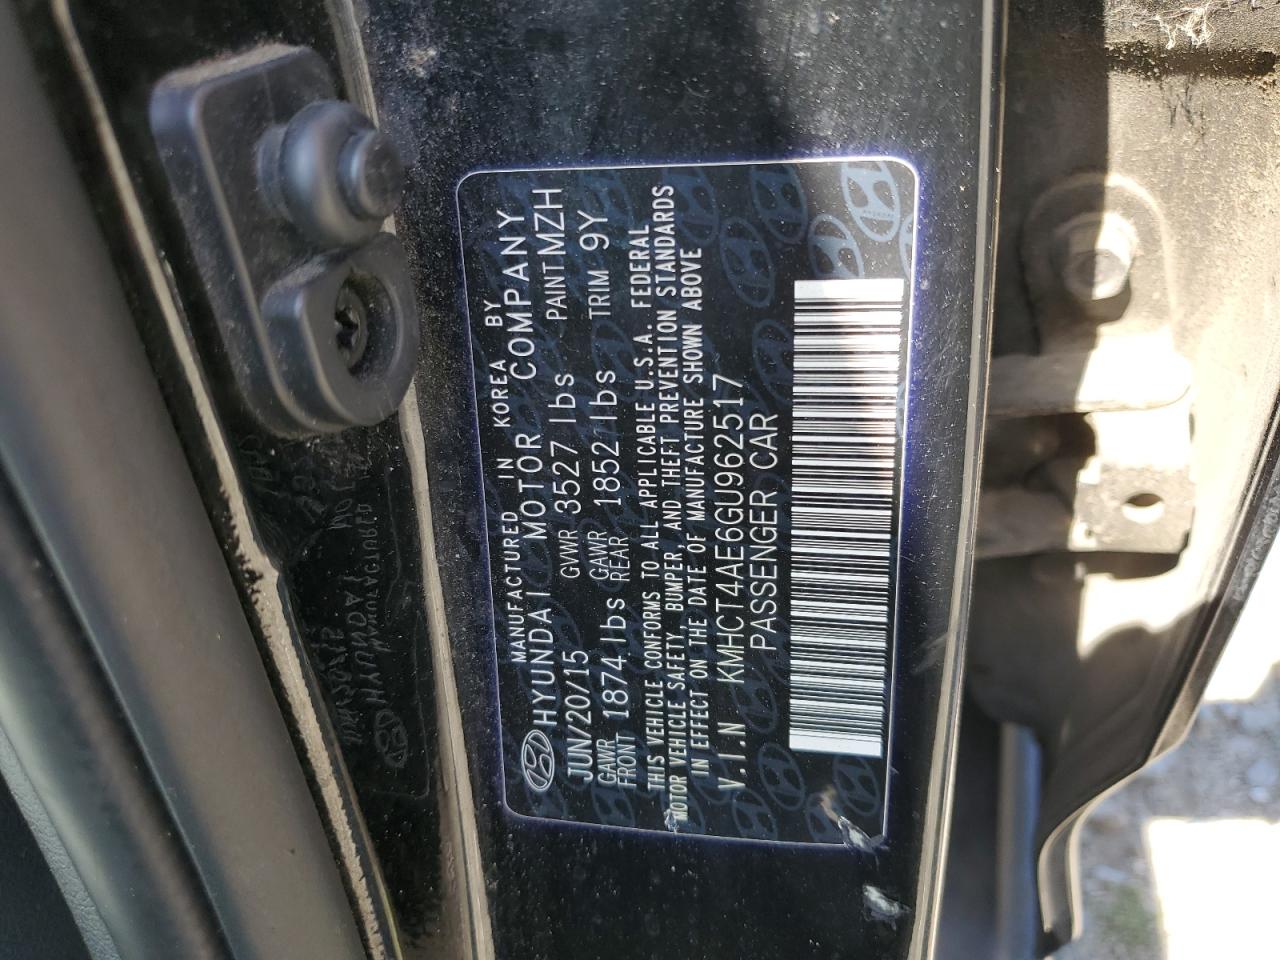 MANUFACTURED IN KOREA BY
HYUNDAI MOTOR COMPANY
JUN/20/15 GVWR 3527 lbs PAINT MZH
GAWR FRONT 1874 lbs GAWR REAR 1852 lbs TRIM 9Y
THIS VEHICLE CONFORMS TO ALL APPLICABLE U.S.A. FEDERAL
MOTOR VEHICLE SAFETY, BUMPER, AND THEFT PREVENTION STANDARDS
IN EFFECT ON THE DATE OF MANUFACTURE SHOWN ABOVE
V.I.N KMHCT4AE6GU962517
PASSENGER CAR